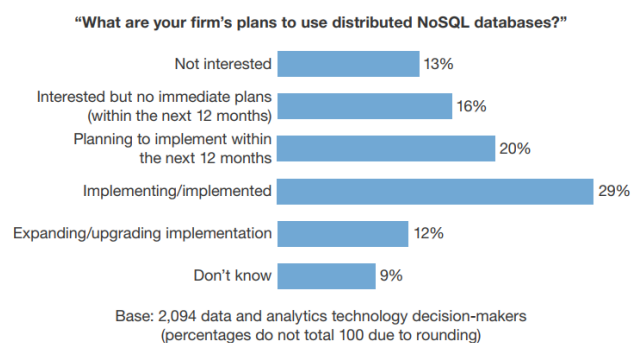 “What are your firm’s plans to use distributed NoSQL databases?”
Not interested
13%
Interested but no immediate plans
(within the next 12 months)
16%
Planning to implement within
the next 12 months
20%
Implementing/implemented
29%
Expanding/upgrading implementation
12%
Don’t know
9%
Base: 2,094 data and analytics technology decision-makers
(percentages do not total 100 due to rounding)